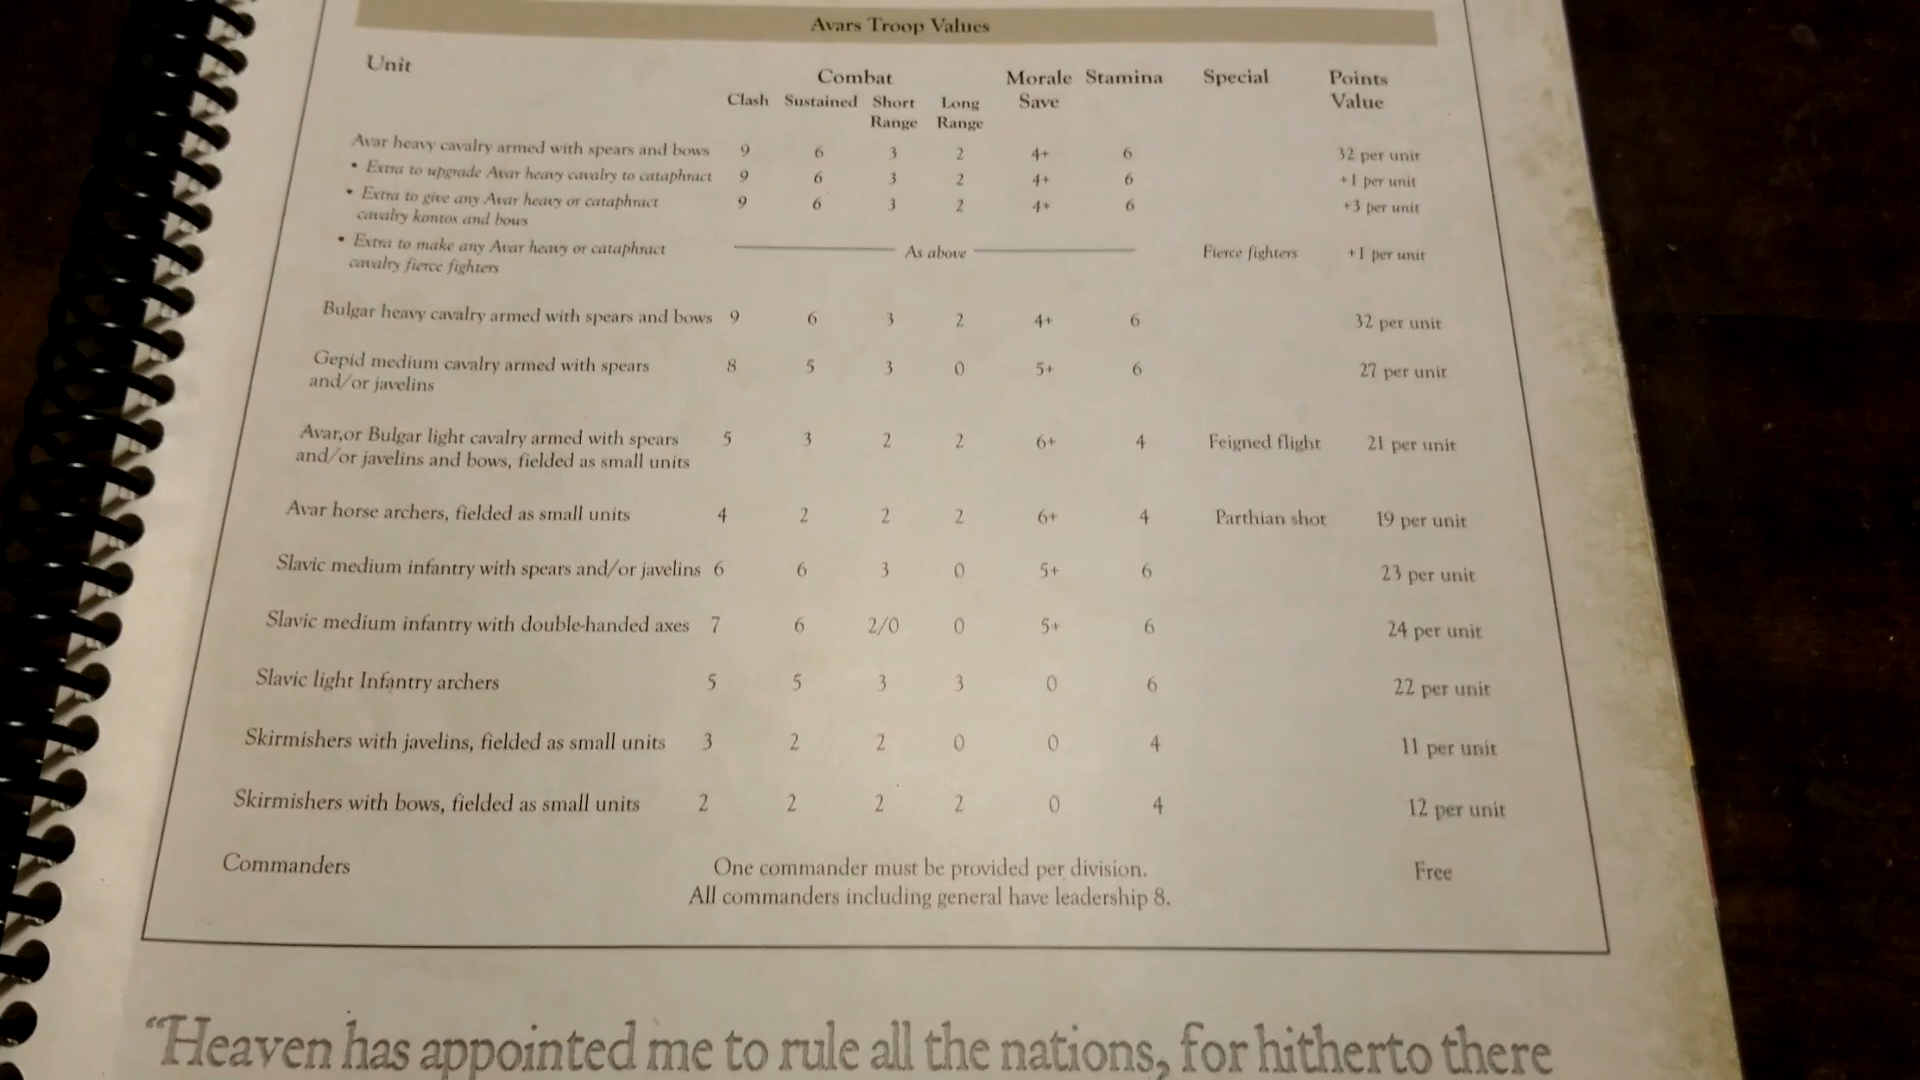 Avars Troop Values
Unit Combat Morale Stamina Special Points
Clash Sustained Short Long Save Value
Range Range
Avar heavy cavalry armed with spears and bows 9 6 3 2 4+ 6 32 per unit
• Extra to upgrade Avar heavy cavalry to cataphract 9 6 3 2 4+ 6 +1 per unit
• Extra to give any Avar heavy or cataphract 9 6 3 2 4+ 6 +3 per unit
cavalry kontos and bows
• Extra to make any Avar heavy or cataphract As above Fierce fighters +1 per unit
cavalry fierce fighters
Bulgar heavy cavalry armed with spears and bows 9 6 3 2 4+ 6 32 per unit
Gepid medium cavalry armed with spears 8 5 3 0 5+ 6 27 per unit
and/or javelins
Avar,or Bulgar light cavalry armed with spears 5 3 2 2 6+ 4 Feigned flight 21 per unit
and/or javelins and bows, fielded as small units
Avar horse archers, fielded as small units 4 2 2 2 6+ 4 Parthian shot 19 per unit
Slavic medium infantry with spears and/or javelins 6 6 3 0 5+ 6 23 per unit
Slavic medium infantry with double-handed axes 7 6 2/0 0 5+ 6 24 per unit
Slavic light Infantry archers 5 5 3 3 0 6 22 per unit
Skirmishers with javelins, fielded as small units 3 2 2 0 0 4 11 per unit
Skirmishers with bows, fielded as small units 2 2 2 2 0 4 12 per unit
Commanders One commander must be provided per division. Free
All commanders including general have leadership 8.
“Heaven has appointed me to rule all the nations, for hitherto there